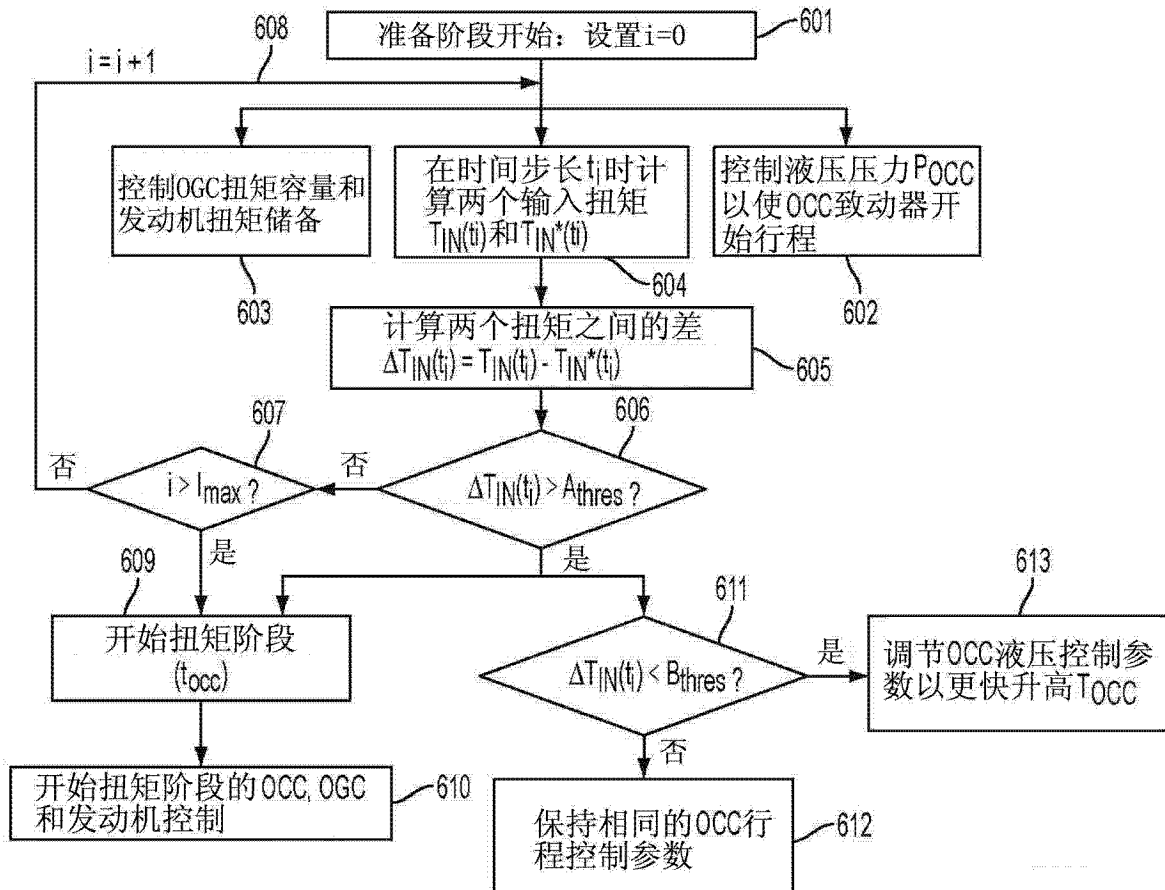 601
准备阶段开始：设置i=0
608
i = i + 1
控制OGC扭矩容量和
发动机扭矩储备
603
在时间步长ti时计
算两个输入扭矩
TIN(ti)和TIN*(ti)
604
控制液压压力POCC
以使OCC致动器开
始行程
602
计算两个扭矩之间的差
ΔTIN(ti) = TIN(ti) - TIN*(ti)
605
606
ΔTIN(ti) > Athres ?
否
是
607
i > Imax ?
否
是
609
开始扭矩阶段
(tocc)
开始扭矩阶段的OCC, OGC
和发动机控制
610
611
ΔTIN(ti) < Bthres ?
是
否
613
调节OCC液压控制参
数以更快升高TOCC
保持相同的OCC行
程控制参数
612